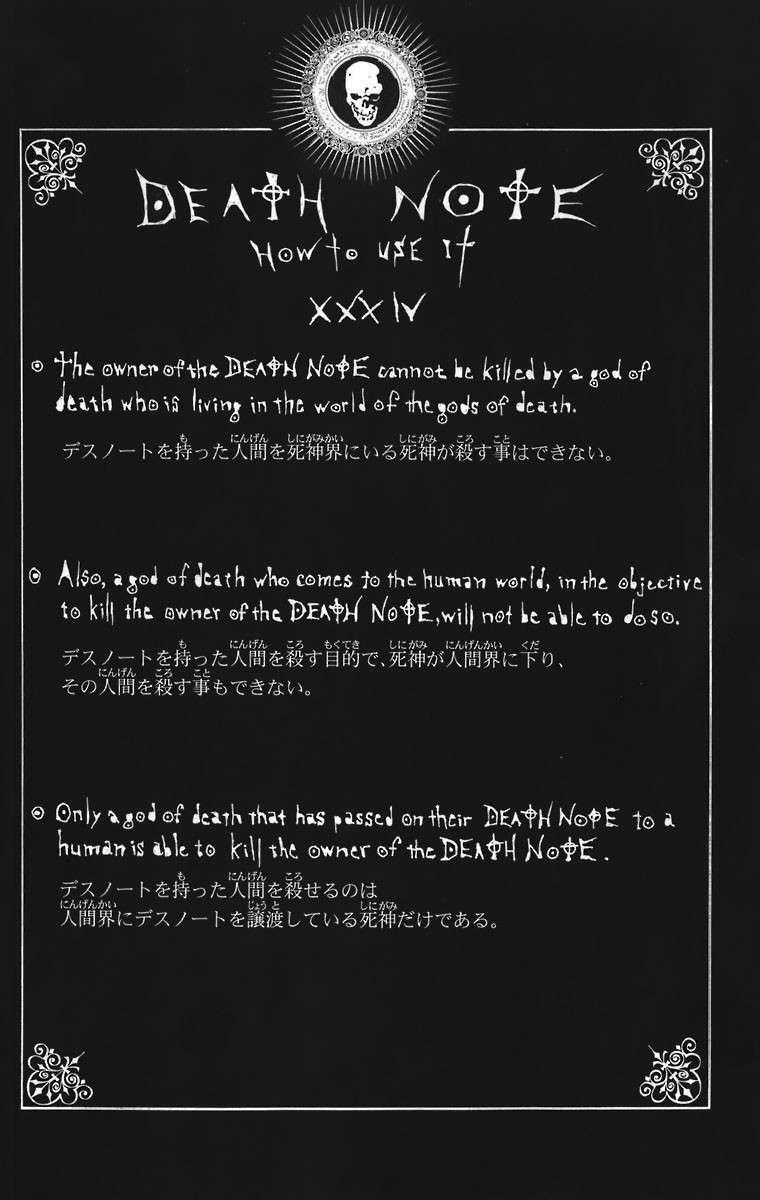 DEATH NOTE
HOW to USE It
XXXIV
The owner of the DEATH NOTE cannot be killed by a god of
death who is living in the world of the gods of death.
デスノートを持った人間を死神界にいる死神が殺す事はできない。
Also, a god of death who comes to the human world, in the objective
to kill the owner of the DEATH NOTE, will not be able to do so.
デスノートを持った人間を殺す目的で、死神が人間界に下り、
その人間を殺す事もできない。
Only a god of death that has passed on their DEATH NOTE to a
human is able to kill the owner of the DEATH NOTE.
デスノートを持った人間を殺せるのは
人間界にデスノートを譲渡している死神だけである。